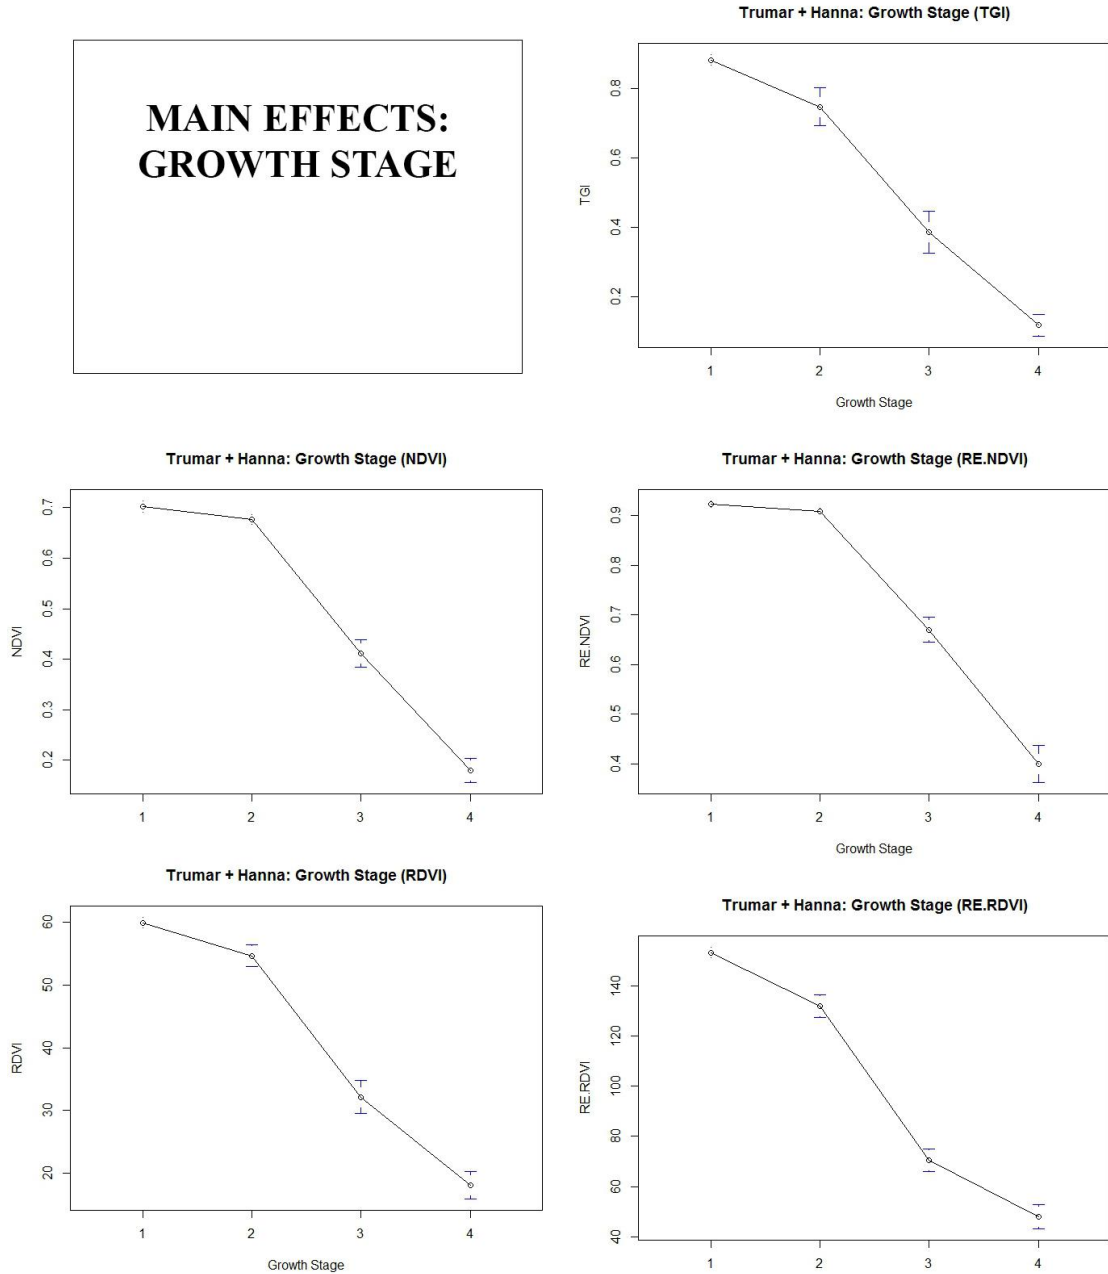 MAIN EFFECTS:
GROWTH STAGE
Trumar + Hanna: Growth Stage (TGI)
TGI
0.8
0.6
0.4
0.2
1 2 3 4
Growth Stage
Trumar + Hanna: Growth Stage (NDVI)
NDVI
0.7
0.6
0.5
0.4
0.3
0.2
1 2 3 4
Trumar + Hanna: Growth Stage (RE.NDVI)
RE.NDVI
0.9
0.8
0.7
0.6
0.5
0.4
1 2 3 4
Growth Stage
Trumar + Hanna: Growth Stage (RDVI)
RDVI
60
50
40
30
20
1 2 3 4
Growth Stage
Trumar + Hanna: Growth Stage (RE.RDVI)
RE.RDVI
140
120
100
80
60
40
1 2 3 4